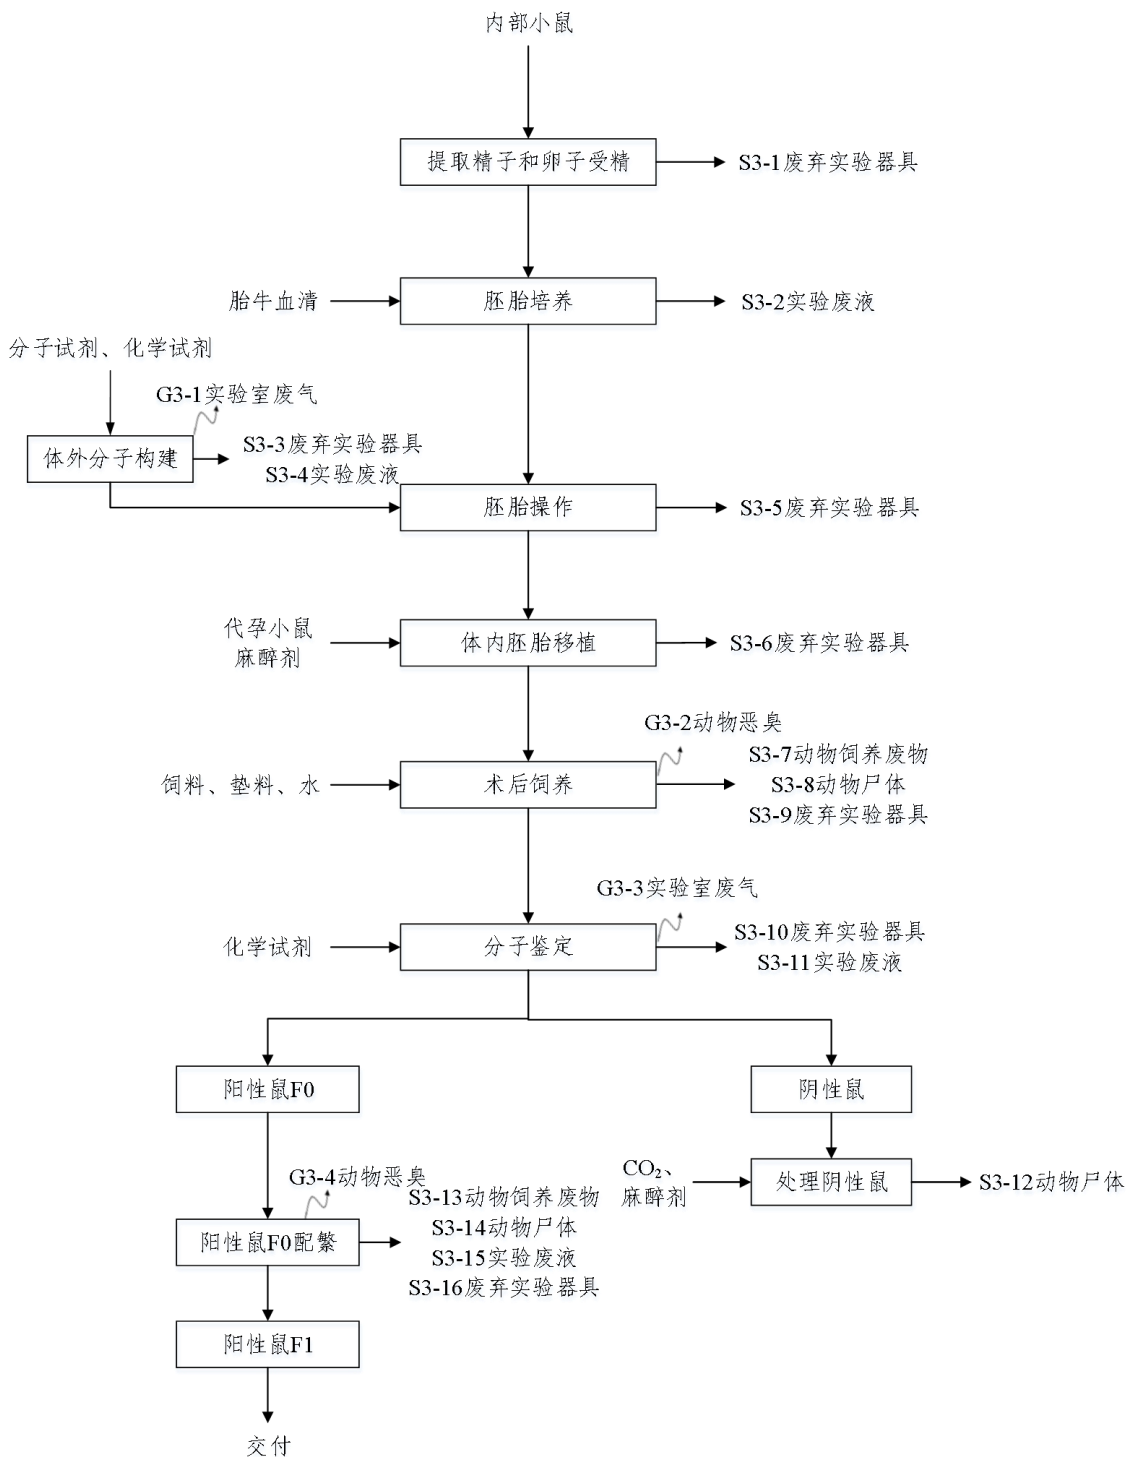 内部小鼠
提取精子和卵子受精
S3-1废弃实验器具
胎牛血清
胚胎培养
S3-2实验废液
分子试剂、化学试剂
G3-1实验室废气
体外分子构建
S3-3废弃实验器具
S3-4实验废液
胚胎操作
S3-5废弃实验器具
代孕小鼠
麻醉剂
体内胚胎移植
S3-6废弃实验器具
G3-2动物恶臭
饲料、垫料、水
术后饲养
S3-7动物饲养废物
S3-8动物尸体
S3-9废弃实验器具
G3-3实验室废气
化学试剂
分子鉴定
S3-10废弃实验器具
S3-11实验废液
阳性鼠F0
阴性鼠
G3-4动物恶臭
CO₂、
麻醉剂
处理阴性鼠
S3-12动物尸体
阳性鼠F0配繁
S3-13动物饲养废物
S3-14动物尸体
S3-15实验废液
S3-16废弃实验器具
阳性鼠F1
交付